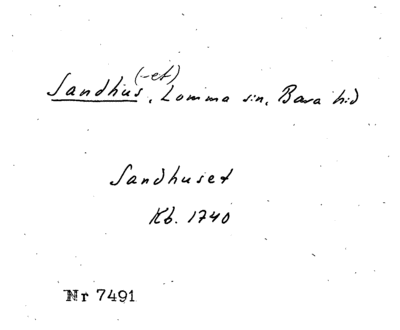 Sandhus(-et), Lomma sn, Bara hd
Sandhuset
Kb. 1740
Nr 7491